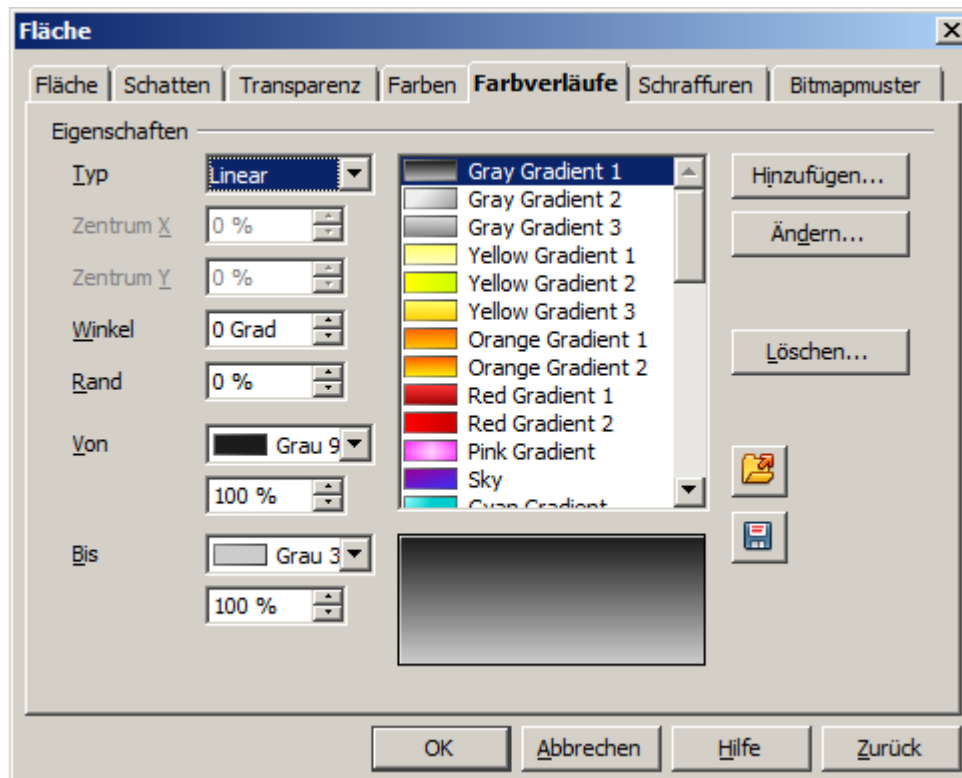 Fläche
Fläche Schatten Transparenz Farben Farbverläufe Schraffuren Bitmapmuster
Eigenschaften
Typ
Linear
Zentrum X
0 %
Zentrum Y
0 %
Winkel
0 Grad
Rand
0 %
Von
Grau 9
100 %
Bis
Grau 3
100 %
Gray Gradient 1
Gray Gradient 2
Gray Gradient 3
Yellow Gradient 1
Yellow Gradient 2
Yellow Gradient 3
Orange Gradient 1
Orange Gradient 2
Red Gradient 1
Red Gradient 2
Pink Gradient
Sky
Cyan Gradient
Hinzufügen...
Ändern...
Löschen...
OK Abbrechen Hilfe Zurück